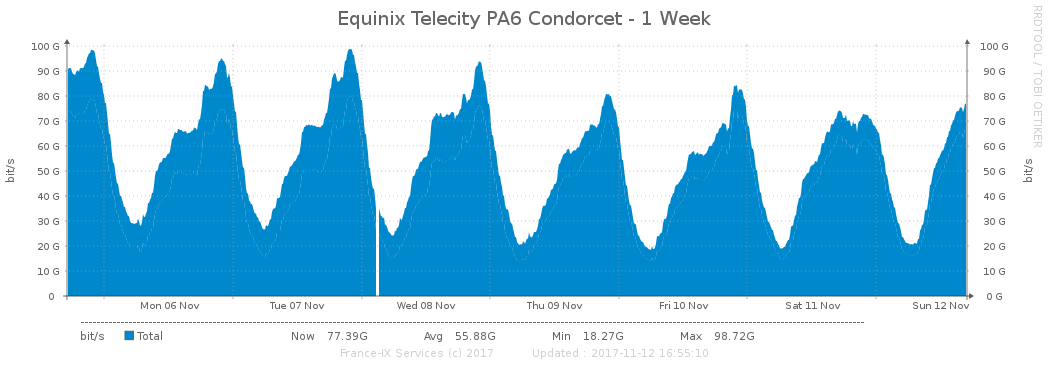 Equinix Telecity PA6 Condorcet - 1 Week
RRDTOOL / TOBI OETIKER
bit/s
100 G
90 G
80 G
70 G
60 G
50 G
40 G
30 G
20 G
10 G
0
100 G
90 G
80 G
70 G
60 G
50 G
40 G
30 G
20 G
10 G
0 G
bit/s
Mon 06 Nov Tue 07 Nov Wed 08 Nov Thu 09 Nov Fri 10 Nov Sat 11 Nov Sun 12 Nov
bit/s Total Now 77.39G Avg 55.88G Min 18.27G Max 98.72G
France-IX Services (c) 2017 Updated : 2017-11-12 16:55:10